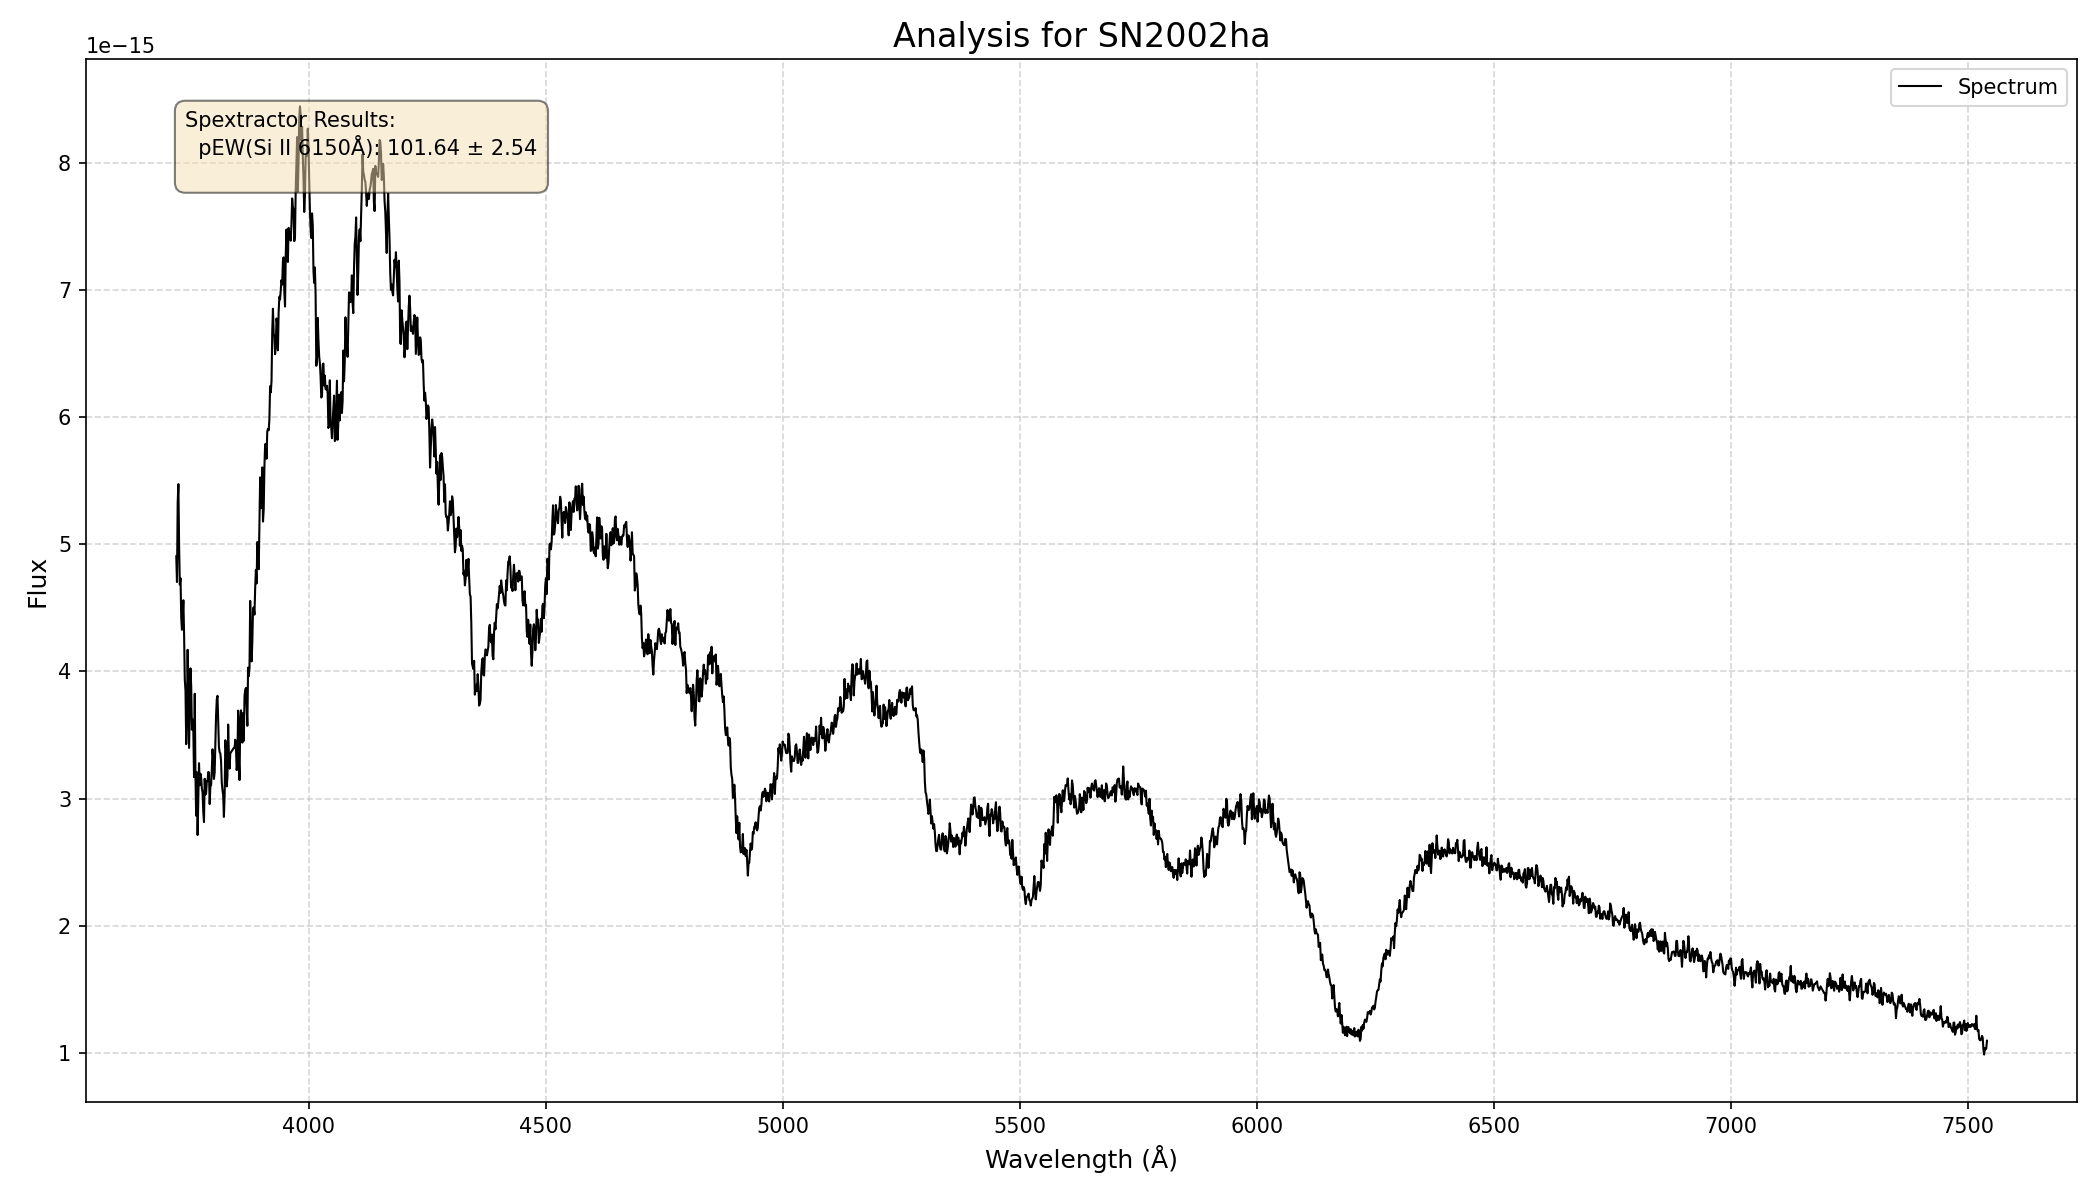 Analysis for SN2002ha
1e−15
Spectrum
Spextractor Results:
pEW(Si II 6150Å): 101.64 ± 2.54
8
7
6
5
4
3
2
1
Flux
4000 4500 5000 5500 6000 6500 7000 7500
Wavelength (Å)